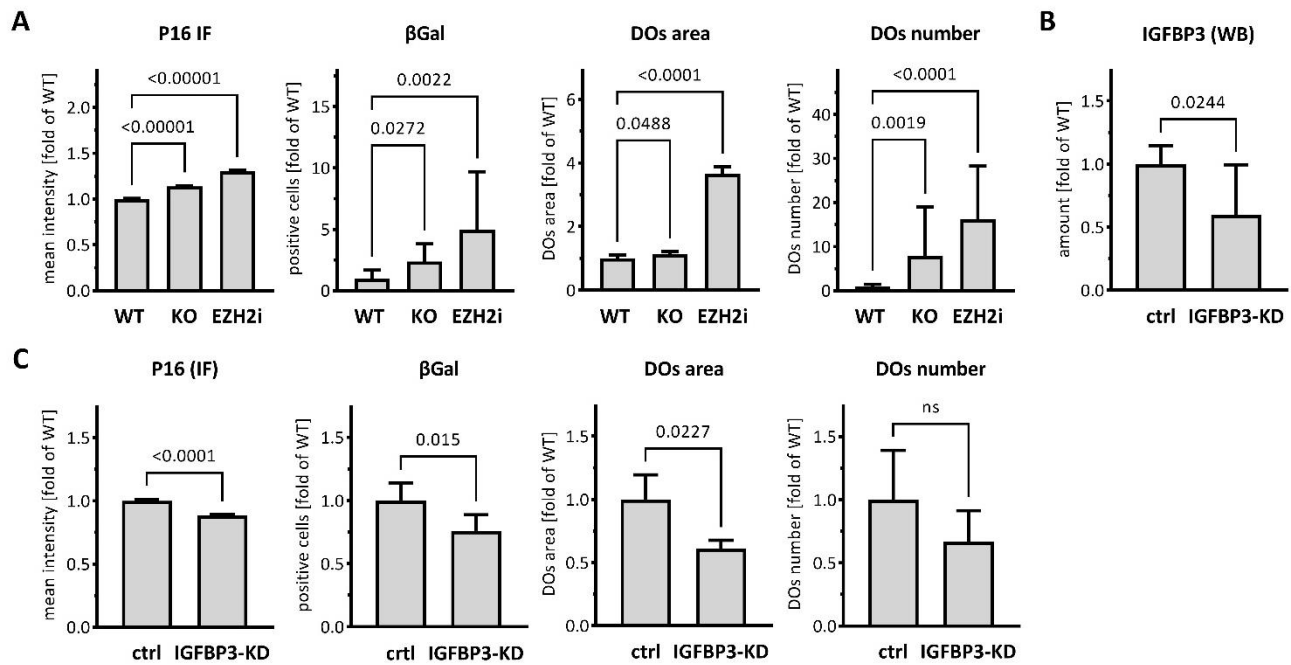 A
P16 IF
mean intensity [fold of WT]
2.0
1.5
1.0
0.5
0.0
<0.00001
<0.00001
WT KO EZH2i
βGal
positive cells [fold of WT]
15
10
5
0
0.0022
0.0272
WT KO EZH2i
DOs area
DOs area [fold of WT]
6
4
2
0
<0.0001
0.0488
WT KO EZH2i
DOs number
DOs number [fold of WT]
40
30
20
10
0
<0.0001
0.0019
WT KO EZH2i
B
IGFBP3 (WB)
amount [fold of WT]
1.5
1.0
0.5
0.0
0.0244
ctrl IGFBP3-KD
C
P16 (IF)
mean intensity [fold of WT]
1.5
1.0
0.5
0.0
<0.0001
ctrl IGFBP3-KD
βGal
positive cells [fold of WT]
1.5
1.0
0.5
0.0
0.015
crtl IGFBP3-KD
DOs area
DOs area [fold of WT]
1.5
1.0
0.5
0.0
0.0227
ctrl IGFBP3-KD
DOs number
DOs number [fold of WT]
1.5
1.0
0.5
0.0
ns
ctrl IGFBP3-KD